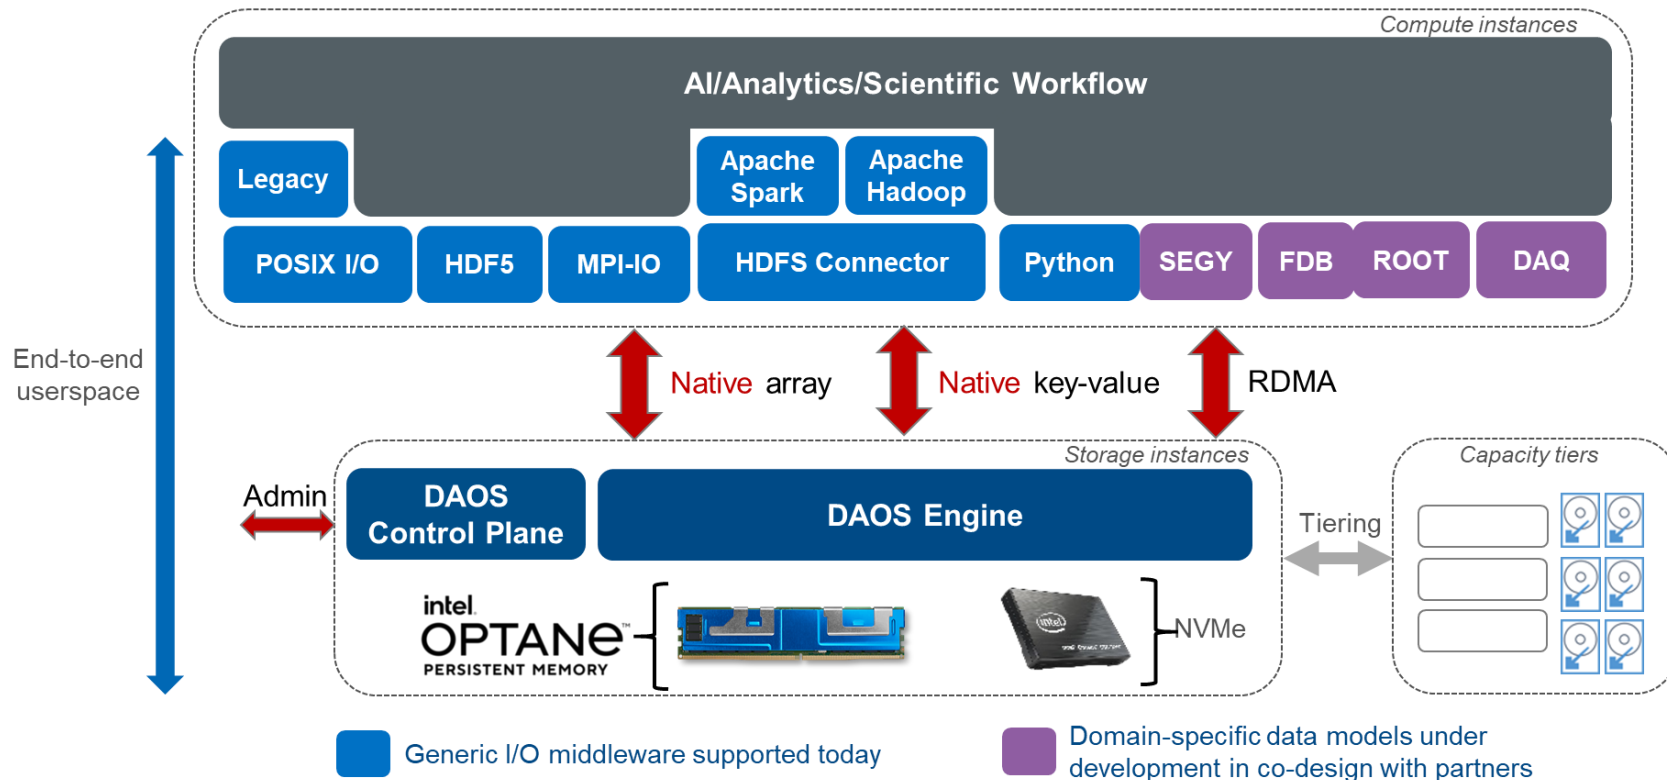 Compute instances
AI/Analytics/Scientific Workflow
Legacy
Apache
Spark
Apache
Hadoop
POSIX I/O
HDF5
MPI-IO
HDFS Connector
Python
SEGY
FDB
ROOT
DAQ
End-to-end
userspace
Native array
Native key-value
RDMA
Storage instances
Capacity tiers
Admin
DAOS
Control Plane
DAOS Engine
Tiering
intel.
OPTANe™
PERSISTENT MEMORY
intel
NVMe
Generic I/O middleware supported today
Domain-specific data models under
development in co-design with partners